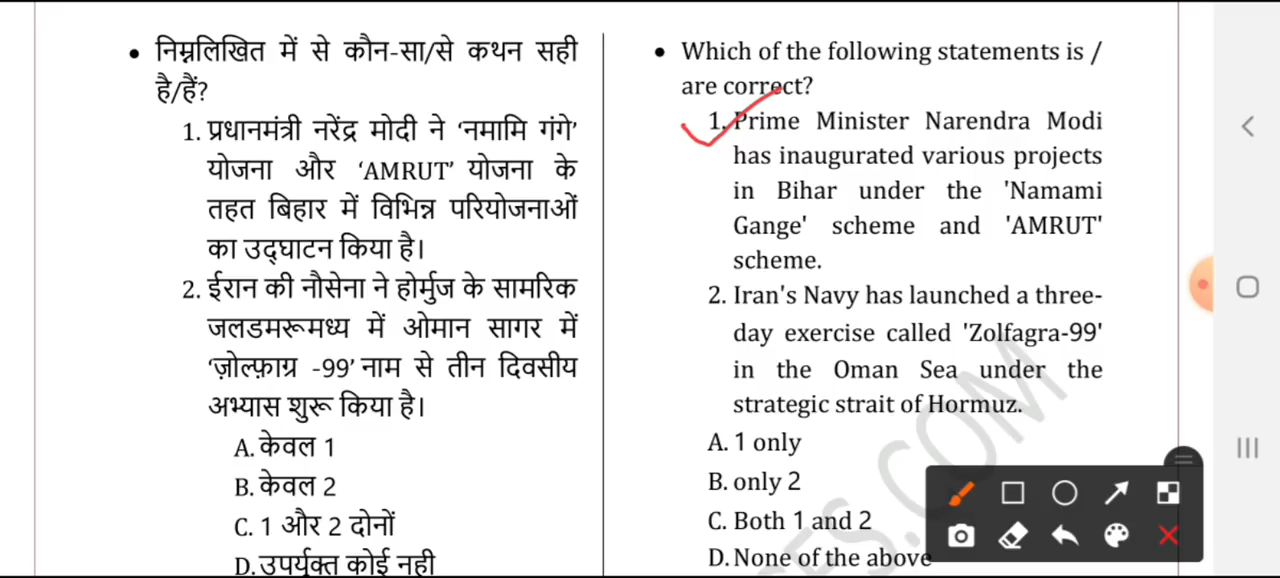 • निम्नलिखित में से कौन-सा/से कथन सही
है/हैं?
1. प्रधानमंत्री नरेंद्र मोदी ने ‘नमामि गंगे’
योजना और ‘AMRUT’ योजना के
तहत बिहार में विभिन्न परियोजनाओं
का उद्घाटन किया है।
2. ईरान की नौसेना ने होर्मुज के सामरिक
जलडमरूमध्य में ओमान सागर में
‘ज़ोल्फ़ाग्र -99’ नाम से तीन दिवसीय
अभ्यास शुरू किया है।
A. केवल 1
B. केवल 2
C. 1 और 2 दोनों
D. उपर्युक्त कोई नही
• Which of the following statements is /
are correct?
1. Prime Minister Narendra Modi
has inaugurated various projects
in Bihar under the 'Namami
Gange' scheme and 'AMRUT'
scheme.
2. Iran's Navy has launched a three-
day exercise called 'Zolfagra-99'
in the Oman Sea under the
strategic strait of Hormuz.
A. 1 only
B. only 2
C. Both 1 and 2
D. None of the above